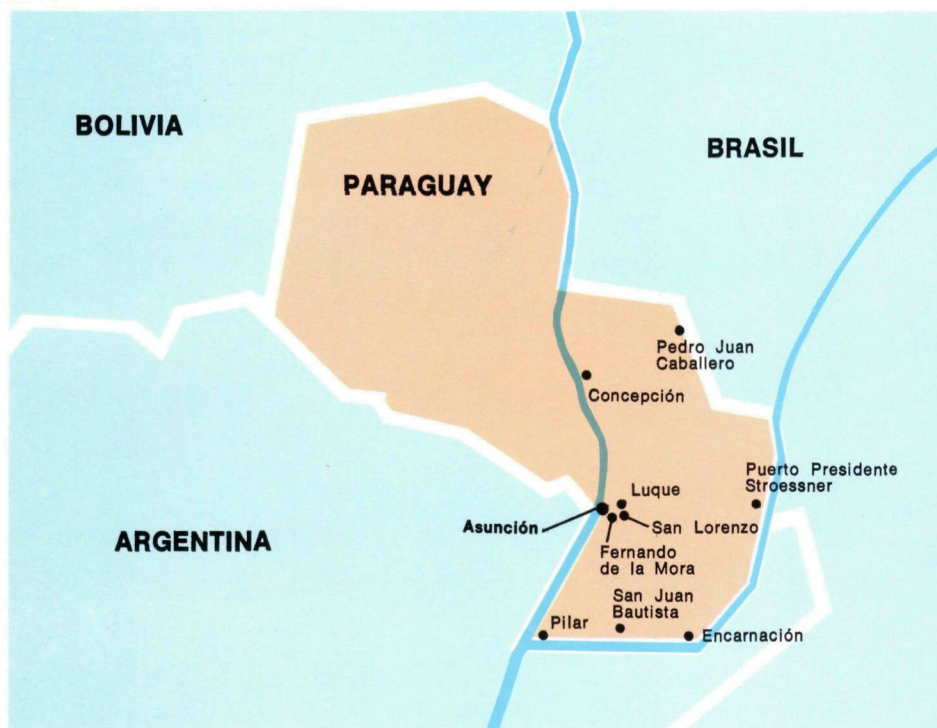 BOLIVIA
BRASIL
PARAGUAY
Pedro Juan
Caballero
Concepción
Puerto Presidente
Stroessner
Luque
Asunción
San Lorenzo
ARGENTINA
Fernando
de la Mora
San Juan
Bautista
Pilar
Encarnación